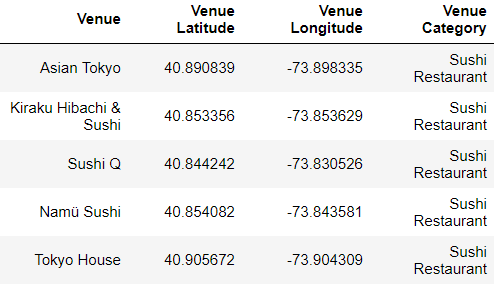 Venue Venue Latitude Venue Longitude Venue Category
Asian Tokyo 40.890839 -73.898335 Sushi Restaurant
Kiraku Hibachi & Sushi 40.853356 -73.853629 Sushi Restaurant
Sushi Q 40.844242 -73.830526 Sushi Restaurant
Namü Sushi 40.854082 -73.843581 Sushi Restaurant
Tokyo House 40.905672 -73.904309 Sushi Restaurant